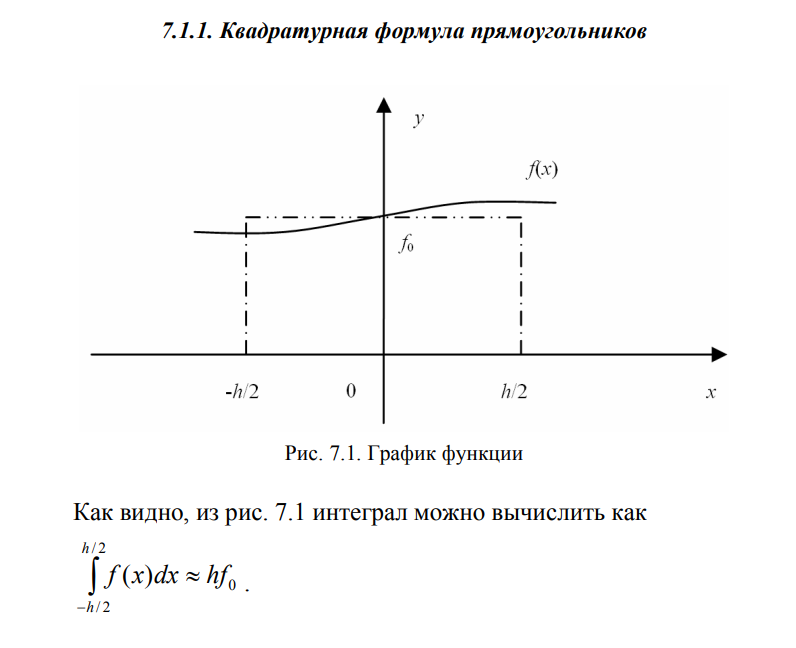 7.1.1. Квадратурная формула прямоугольников
y
f(x)
f₀
-h/2 0 h/2 x
Рис. 7.1. График функции
Как видно, из рис. 7.1 интеграл можно вычислить как
h/2
∫ f(x)dx ≈ hf₀ .
−h/2